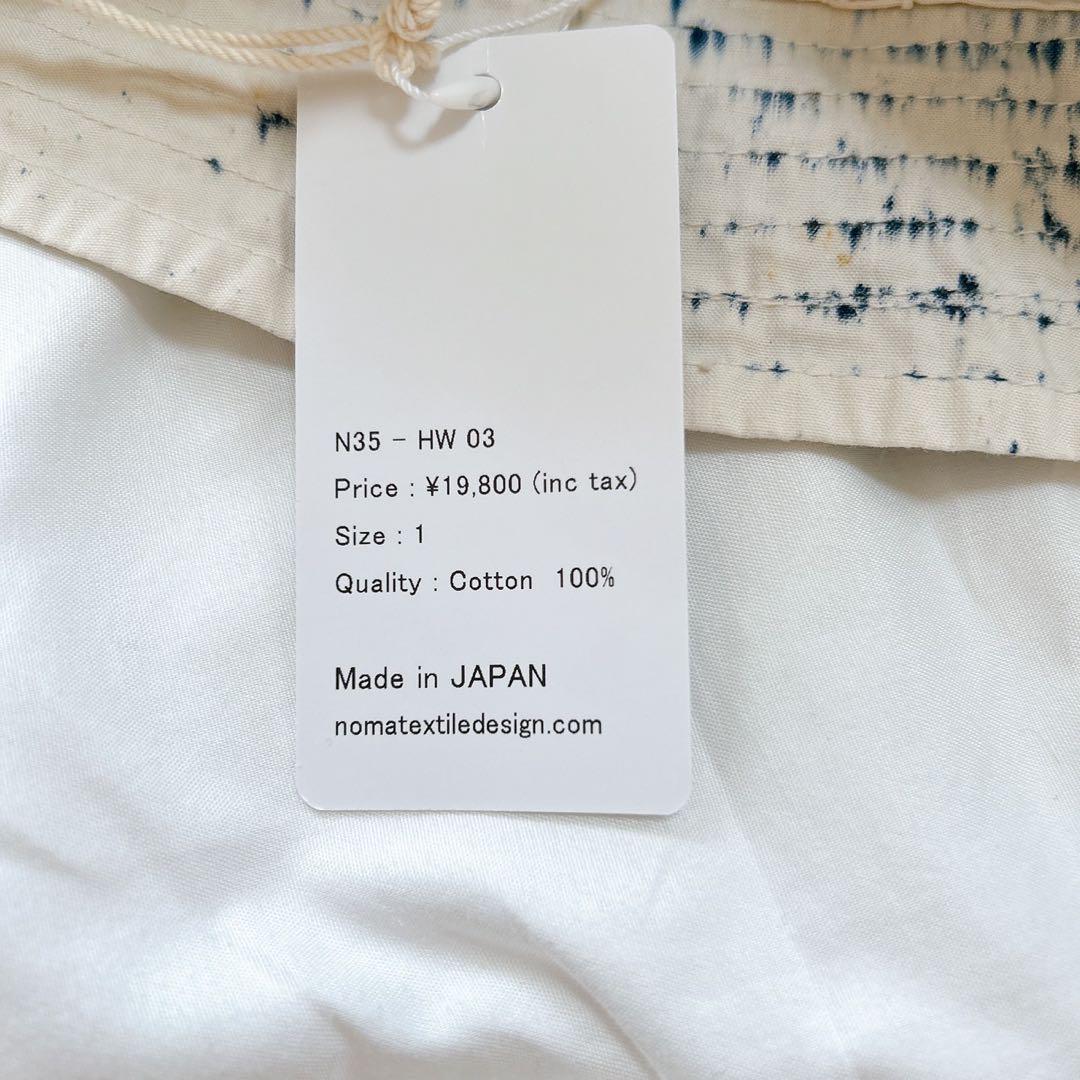 N35 - HW 03
Price : ¥19,800 (inc tax)
Size : 1
Quality : Cotton 100%
Made in JAPAN
nomatextiledesign.com